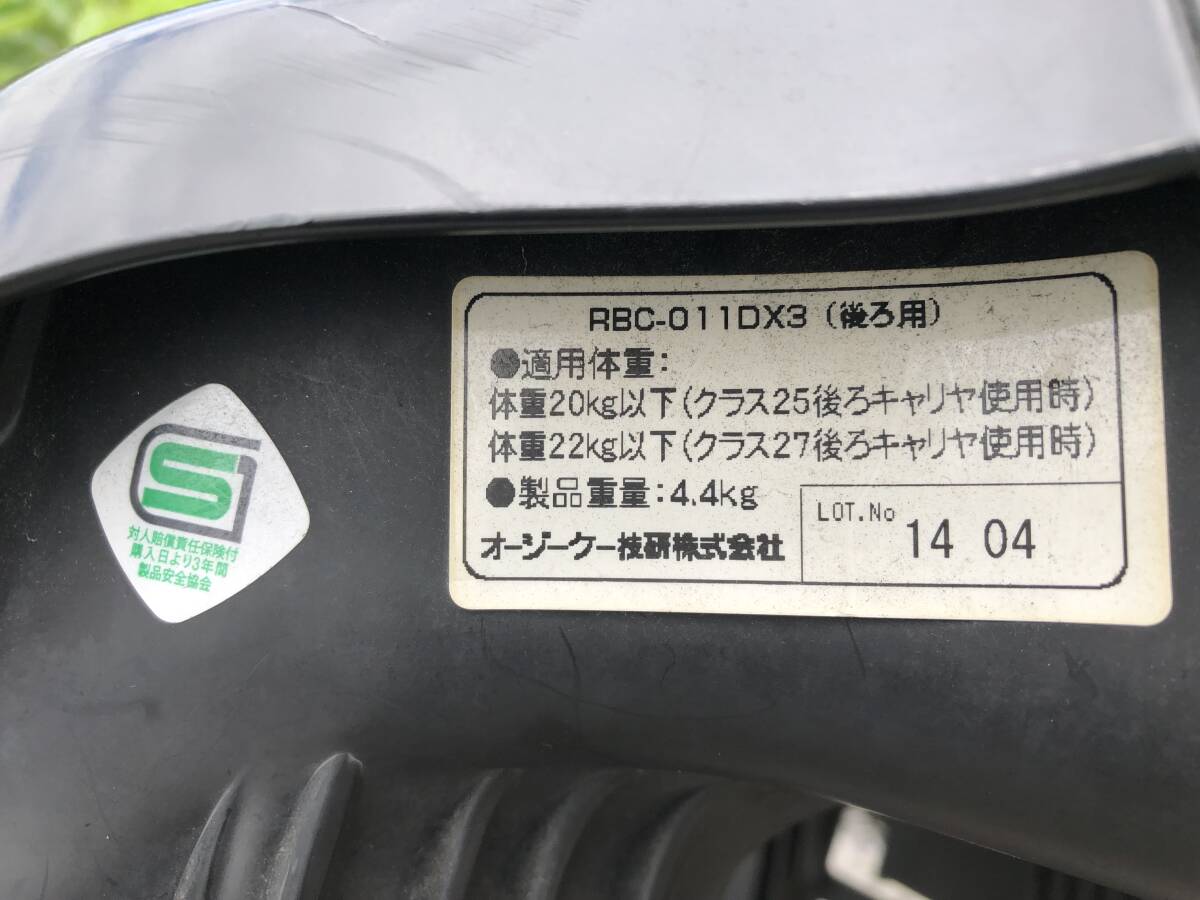 RBC-011DX3（後ろ用）
●適用体重：
体重20kg以下（クラス25後ろキャリヤ使用時）
体重22kg以下（クラス27後ろキャリヤ使用時）
●製品重量：4.4kg
オージーケー技研株式会社
LOT.No
14 04
S
対人賠償責任保険付
購入日より3年間
製品安全協会